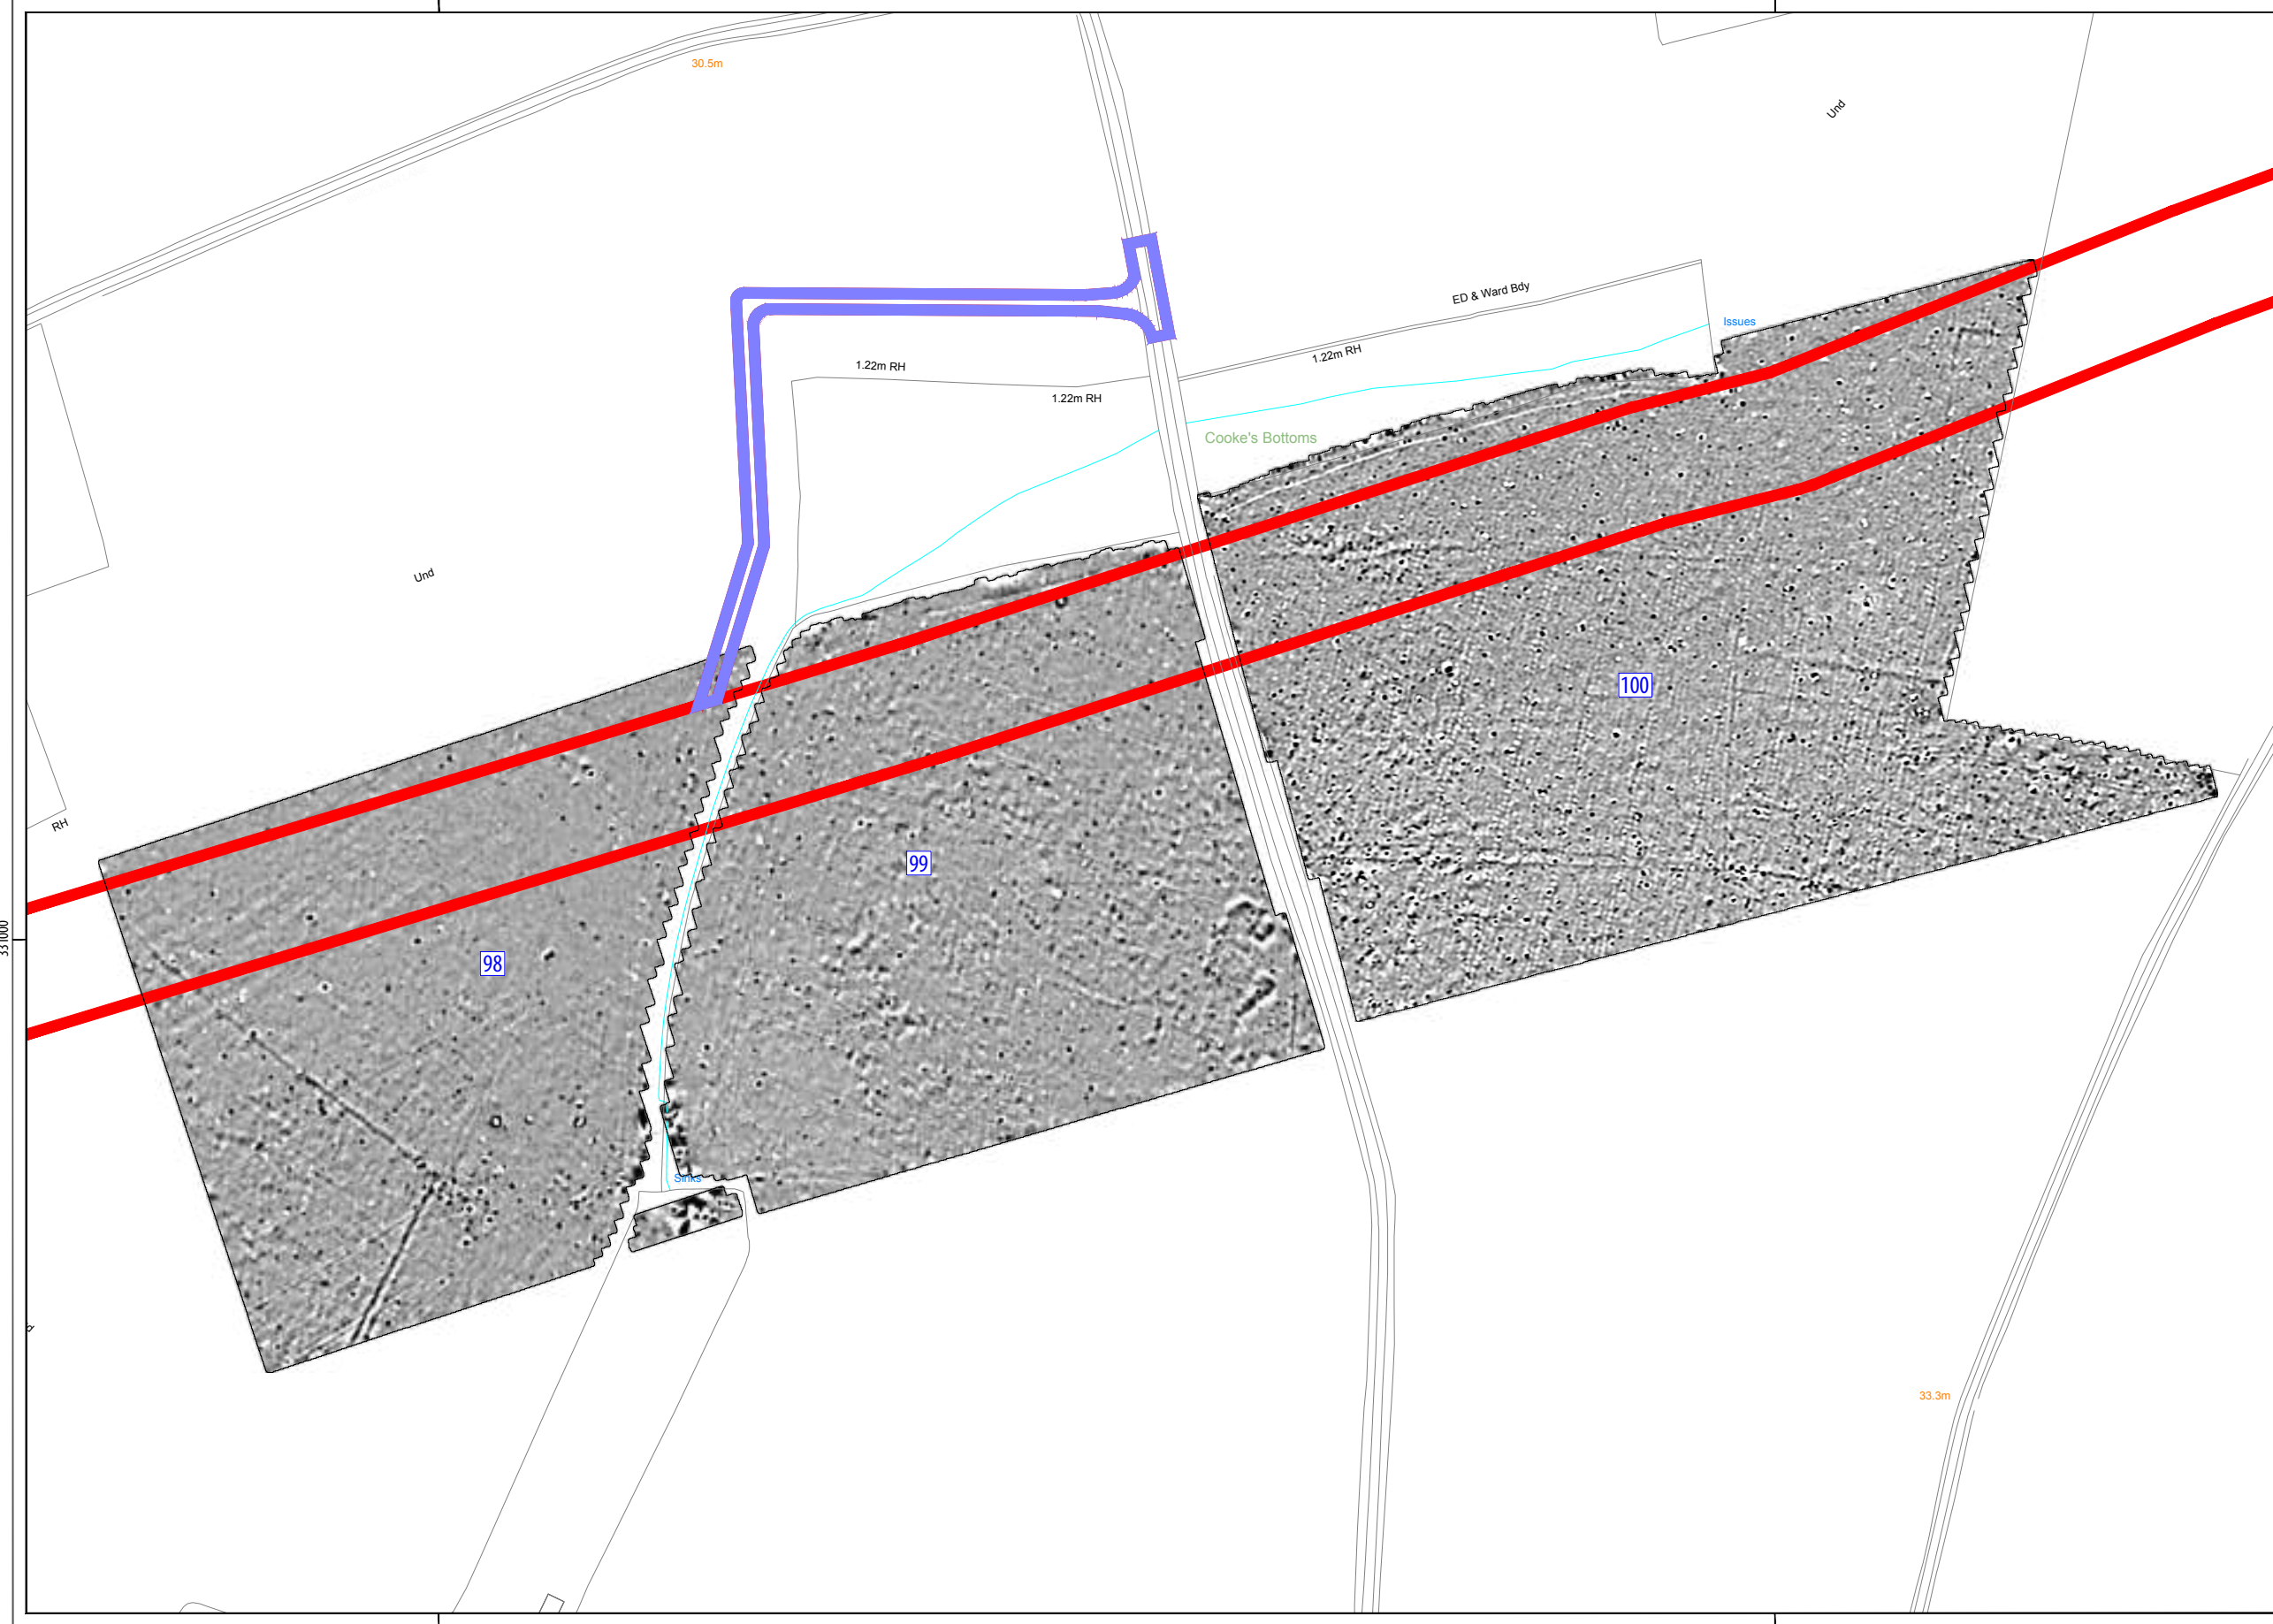 30.5m
Und
ED & Ward Bdy
Issues
1.22m RH
1.22m RH
1.22m RH
Cooke's Bottoms
Und
100
RH
99
331000
98
Sinks
33.3m